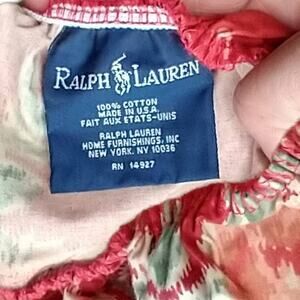 RALPH LAUREN
100% COTTON
MADE IN U.S.A.
FAIT AUX ETATS-UNIS
RALPH LAUREN
HOME FURNISHINGS, INC
NEW YORK, NY 10036
RN 14927